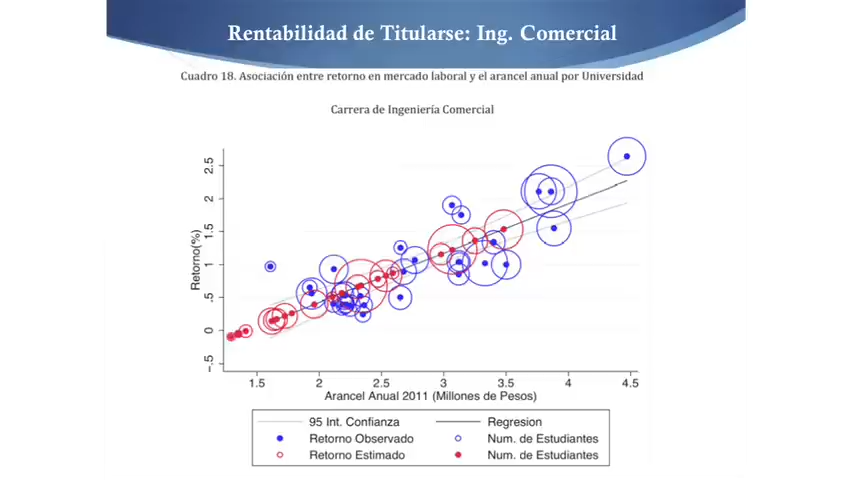 Rentabilidad de Titularse: Ing. Comercial
Cuadro 18. Asociación entre retorno en mercado laboral y el arancel anual por Universidad
Carrera de Ingeniería Comercial
Retorno(%)
2.5
2
1.5
1
.5
0
-.5
1.5 2 2.5 3 3.5 4 4.5
Arancel Anual 2011 (Millones de Pesos)
95 Int. Confianza Regresion
Retorno Observado Num. de Estudiantes
Retorno Estimado Num. de Estudiantes